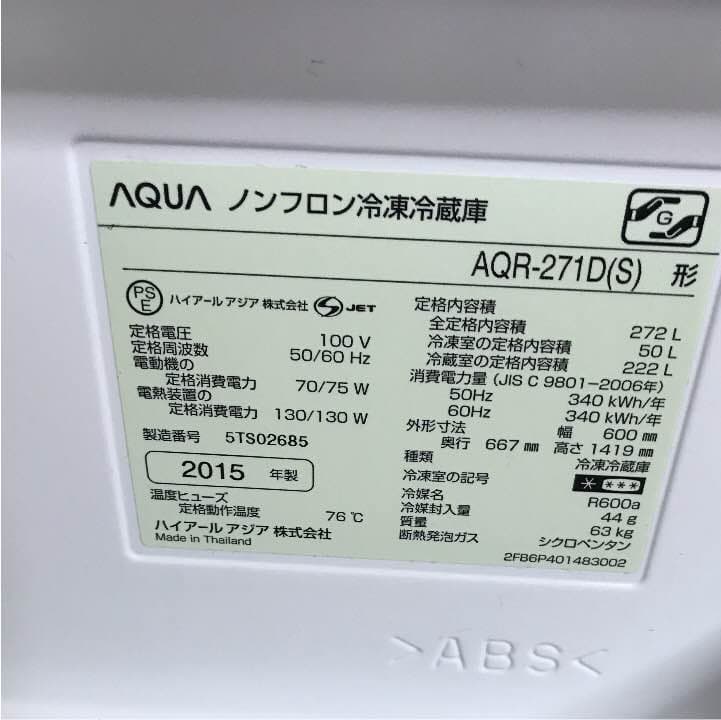 AQUA ノンフロン冷凍冷蔵庫
G
AQR-271D(S) 形
PS E ハイアール アジア 株式会社 JET
定格電圧 100 V
定格周波数 50/60 Hz
電動機の
定格消費電力 70/75 W
電熱装置の
定格消費電力 130/130 W
製造番号 5TS02685
2015 年製
温度ヒューズ
定格動作温度 76 ℃
ハイアール アジア 株式会社
Made in Thailand
定格内容積
全定格内容積 272 L
冷凍室の定格内容積 50 L
冷蔵室の定格内容積 222 L
消費電力量 (JIS C 9801-2006年)
50Hz 340 kWh/年
60Hz 340 kWh/年
外形寸法 幅 600 ㎜
奥行 667 ㎜ 高さ 1419 ㎜
種類 冷凍冷蔵庫
冷凍室の記号 * ***
冷媒名 R600a
冷媒封入量 44 g
質量 63 kg
断熱発泡ガス シクロペンタン
2FB6P401483002
>ABS<